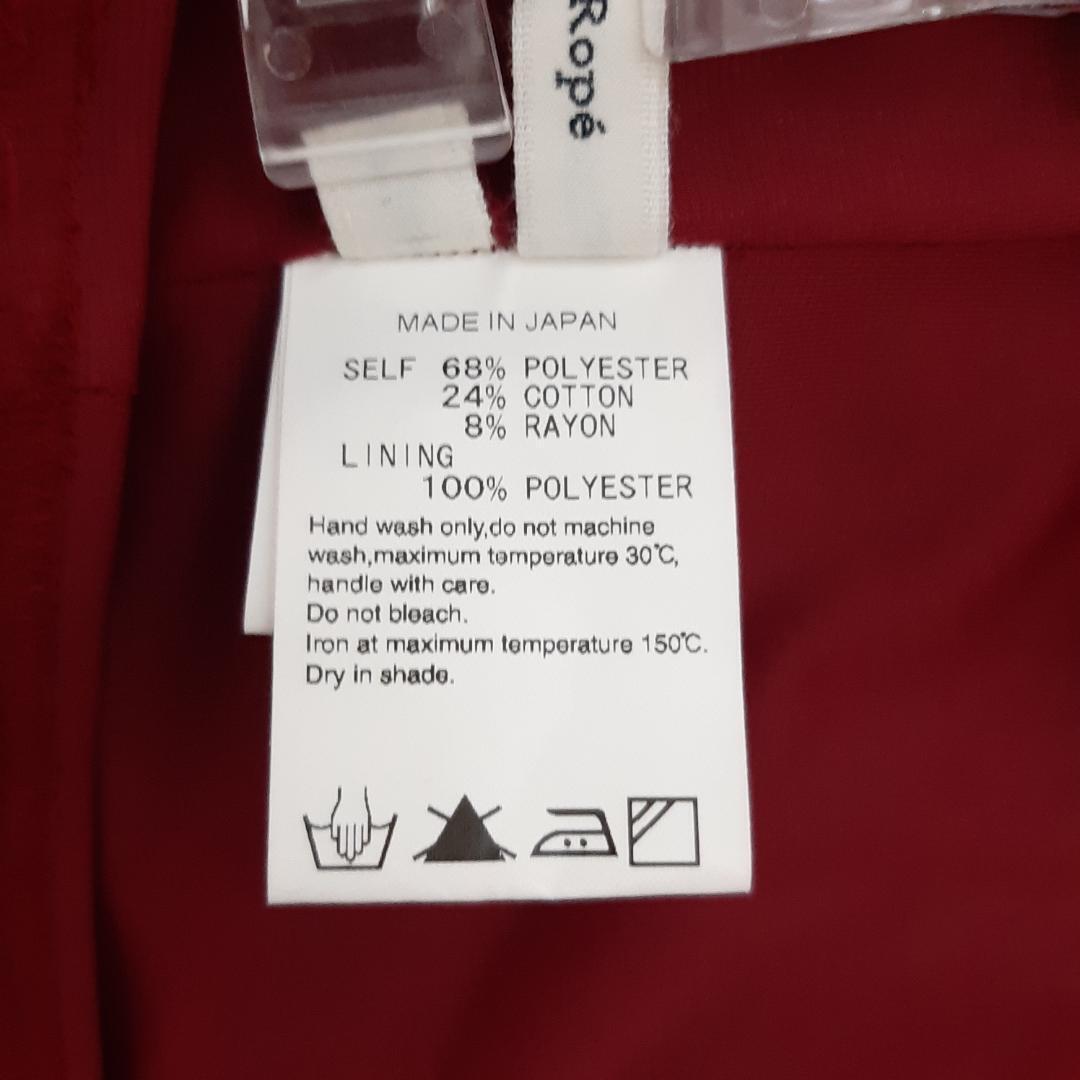 Ropé
MADE IN JAPAN
SELF 68% POLYESTER
24% COTTON
8% RAYON
LINING
100% POLYESTER
Hand wash only,do not machine
wash,maximum temperature 30℃,
handle with care.
Do not bleach.
Iron at maximum temperature 150℃.
Dry in shade.